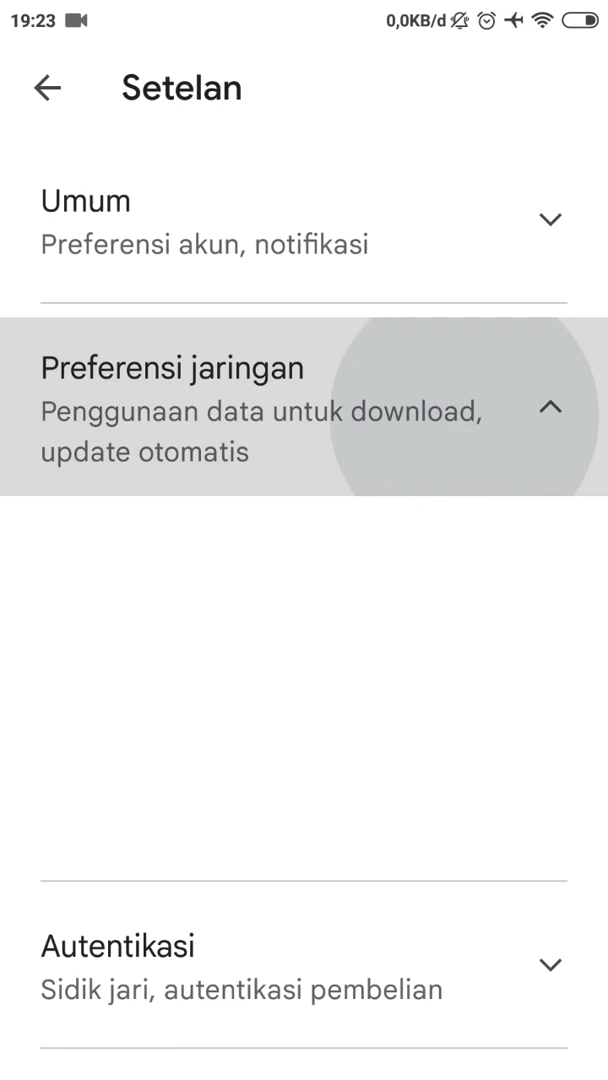 19:23 0,0KB/d
Setelan
Umum
Preferensi akun, notifikasi
Preferensi jaringan
Penggunaan data untuk download,
update otomatis
Autentikasi
Sidik jari, autentikasi pembelian